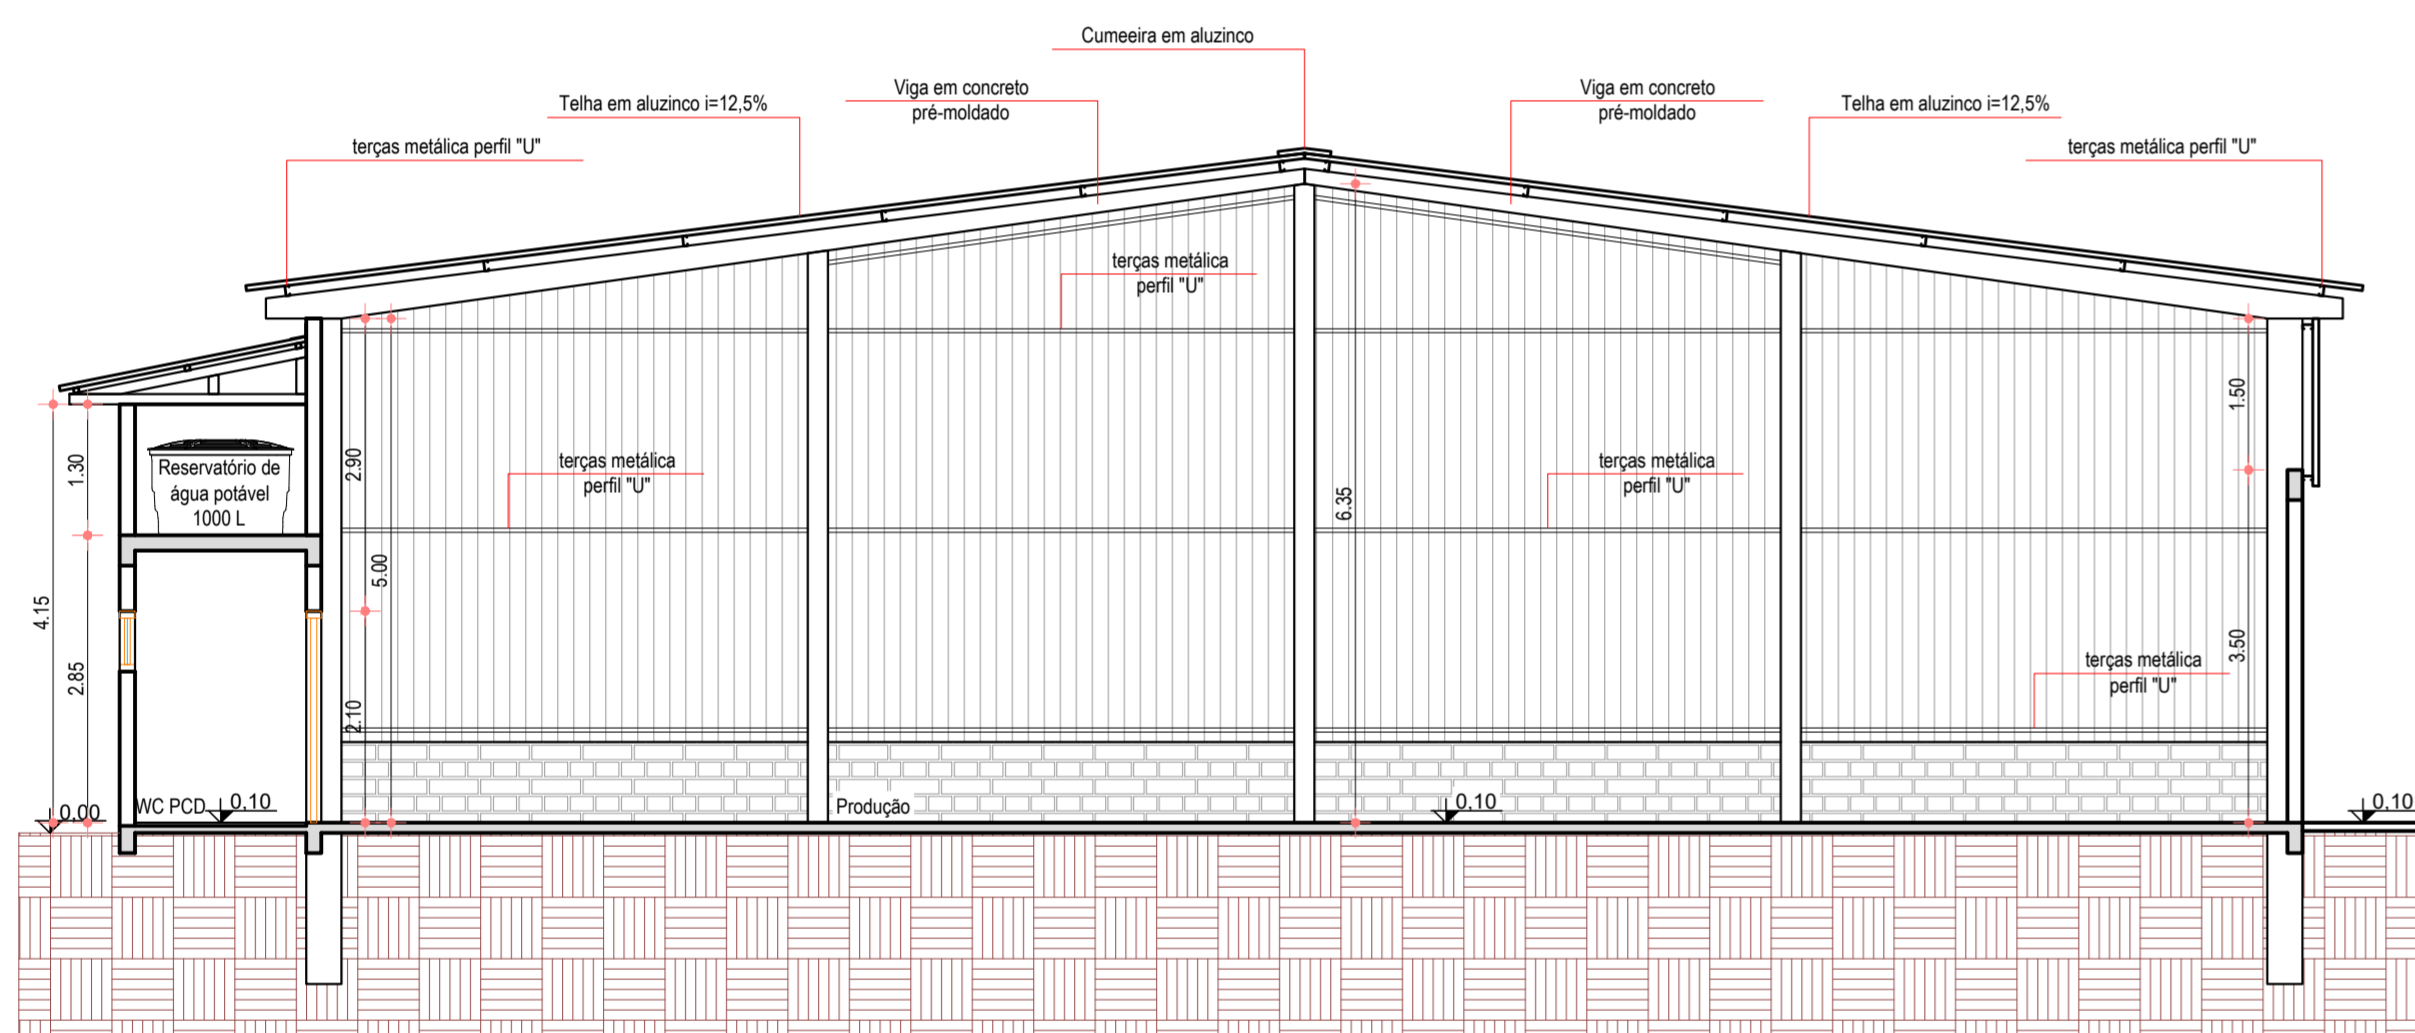 Cumeeira em aluzinco
Viga em concreto
pré-moldado
Viga em concreto
pré-moldado
Telha em aluzinco i=12,5%
Telha em aluzinco i=12,5%
terças metálica perfil "U"
terças metálica perfil "U"
terças metálica
perfil "U"
terças metálica
perfil "U"
terças metálica
perfil "U"
terças metálica
perfil "U"
Reservatório de
água potável
1000 L
1.30
2.90
5.00
6.35
1.50
4.15
2.85
2.10
3.50
0,00
WC PCD
0,10
Produção
0,10
0,10